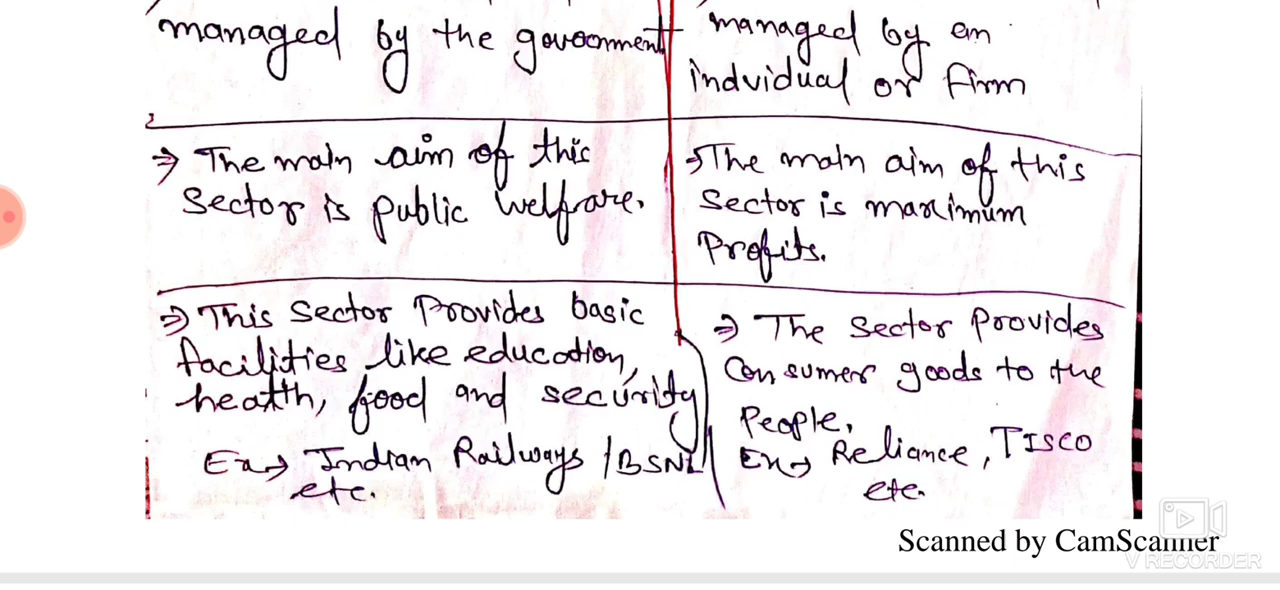 managed by the government
⇒ The main aim of this
Sector is public welfare.
⇒ This Sector Provides basic
facilities like education,
health, food and security
Ex→ Indian Railways /BSNL
etc.
managed by an
indvidual or firm
→The main aim of this
Sector is maximum
Profits.
⇒ The Sector Provides
Consumer goods to the
People.
Ex→ Reliance, TISCO
etc.
Scanned by CamScanner
V RECORDER